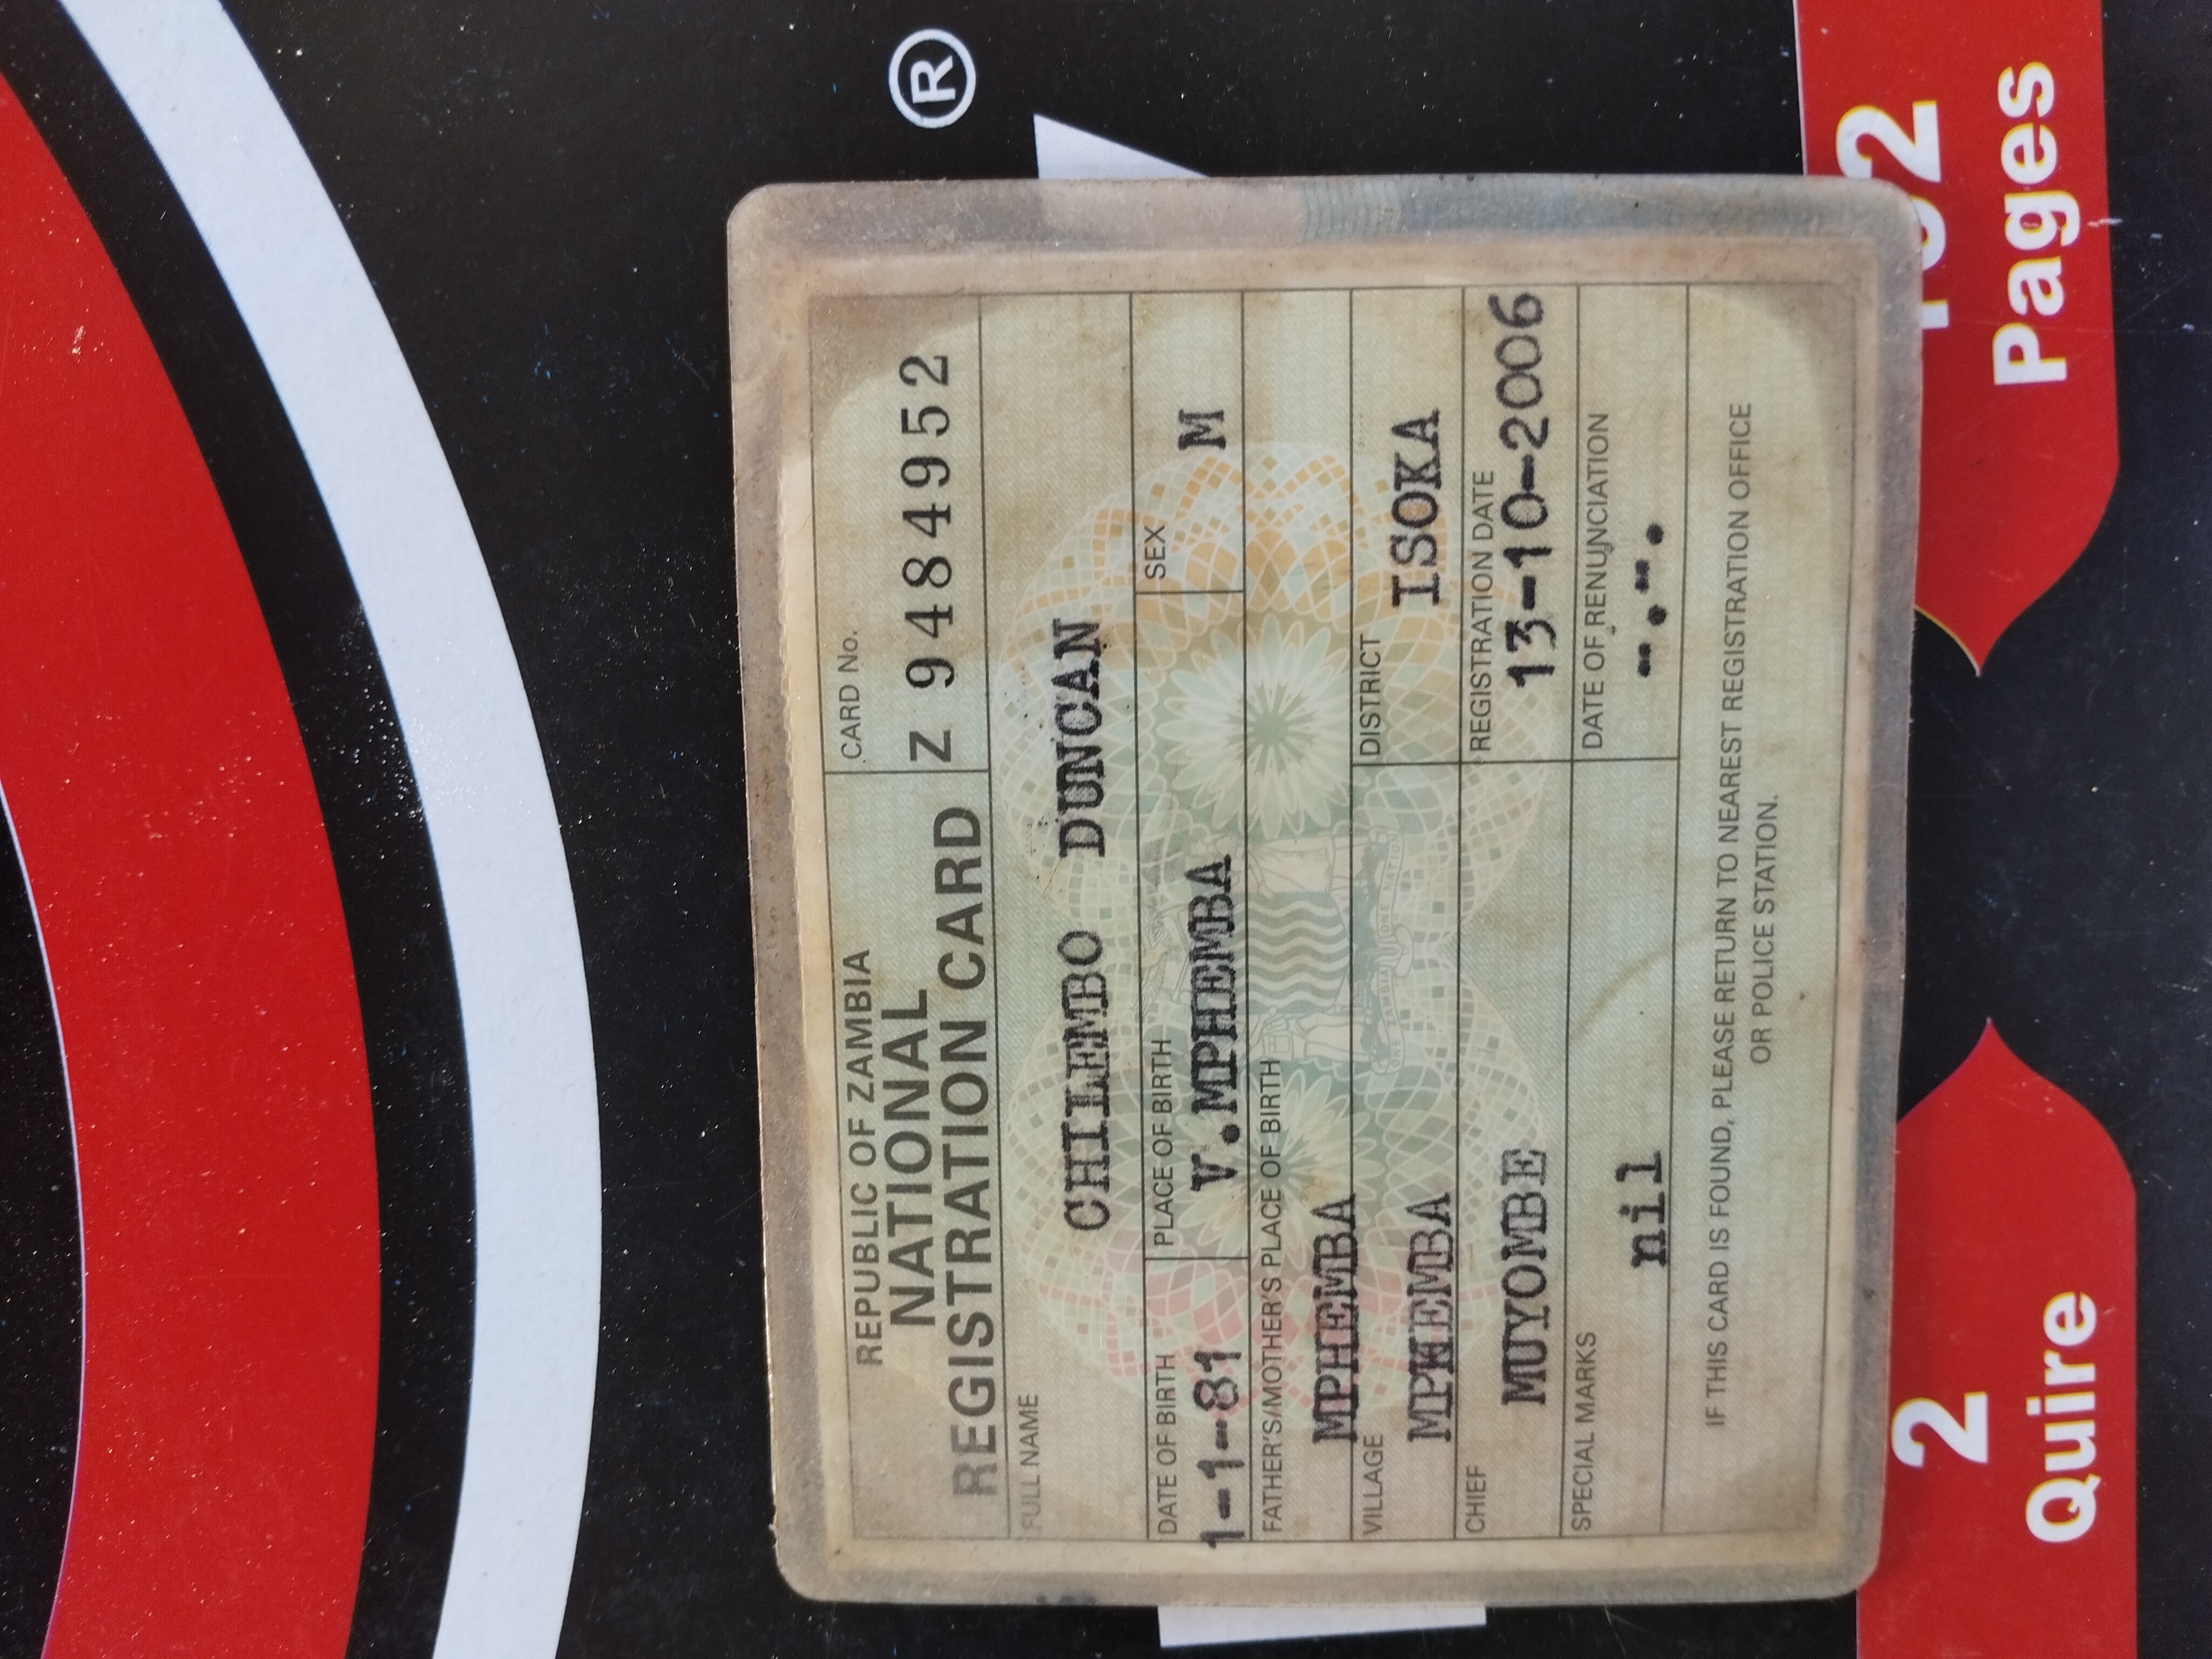 REPUBLIC OF ZAMBIA
NATIONAL
REGISTRATION CARD
CARD No.
Z 9484952
FULL NAME
CHILEMBO DUNCAN
DATE OF BIRTH
1-1-81
PLACE OF BIRTH
V.MPHEMBA
SEX
M
FATHER'S/MOTHER'S PLACE OF BIRTH
MPHEMBA
VILLAGE
MPHEMBA
DISTRICT
ISOKA
CHIEF
MUYOMBE
REGISTRATION DATE
13-10-2006
SPECIAL MARKS
nil
DATE OF RENUNCIATION
--.--.
IF THIS CARD IS FOUND, PLEASE RETURN TO NEAREST REGISTRATION OFFICE
OR POLICE STATION.
®
2
Quire
Pages